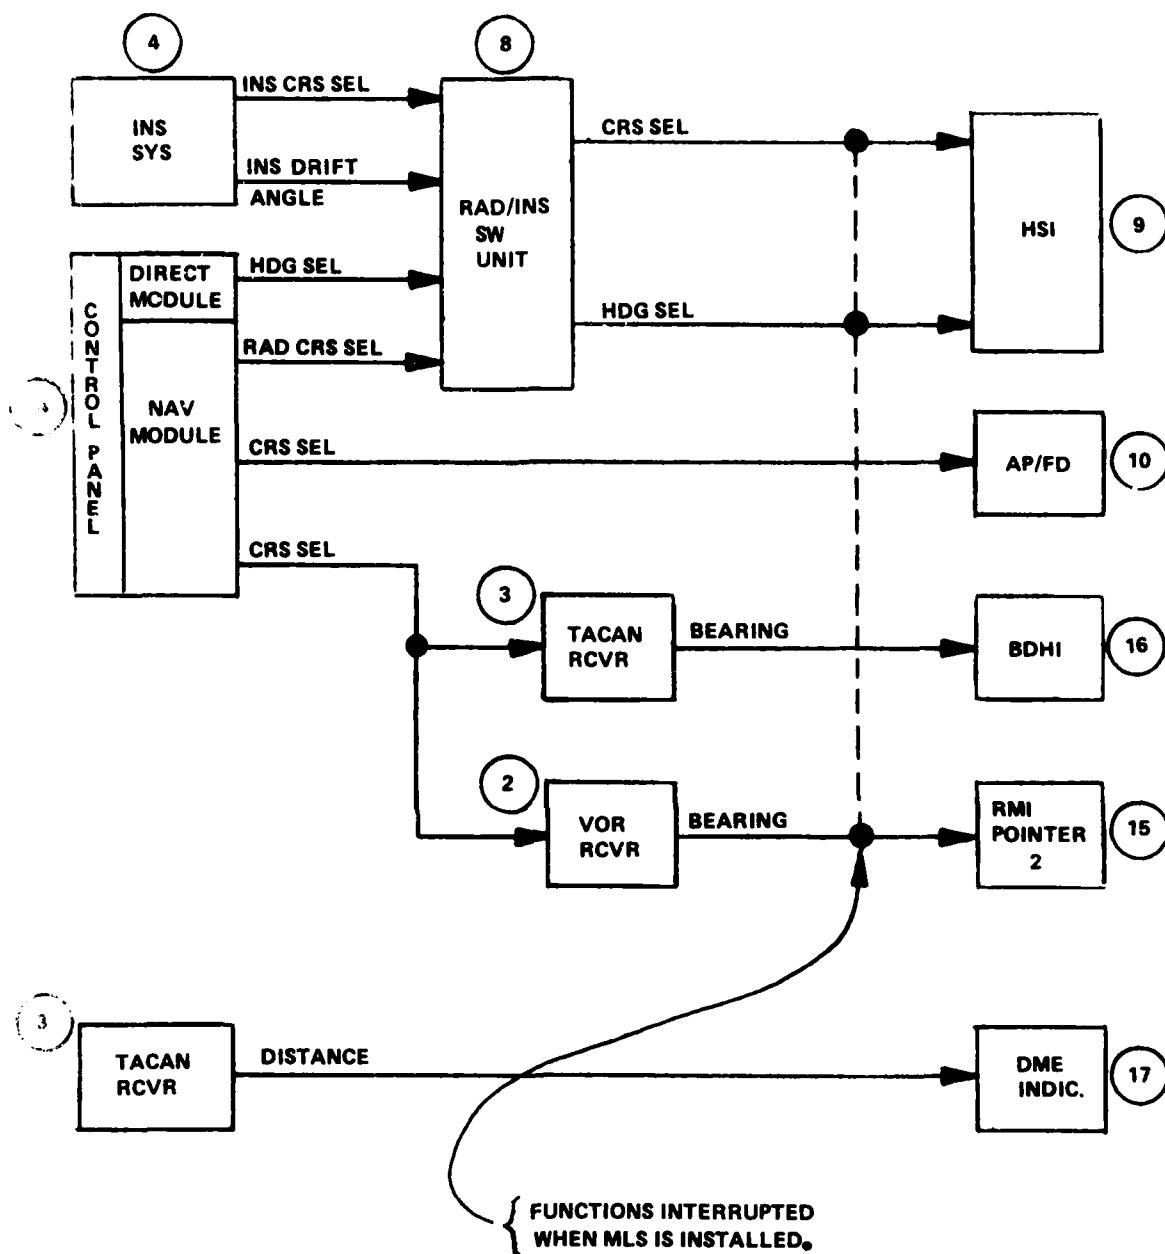 4
8
INS CRS SEL
INS
SYS
INS DRIFT
ANGLE
RAD/INS
SW
UNIT
CRS SEL
HDG SEL
HSI
9
CONTROL PANEL
DIRECT
MODULE
HDG SEL
RAD CRS SEL
NAV
MODULE
CRS SEL
AP/FD
10
CRS SEL
3
TACAN
RCVR
BEARING
BDHI
16
2
VOR
RCVR
BEARING
RMI
POINTER
2
15
3
TACAN
RCVR
DISTANCE
DME
INDIC.
17
FUNCTIONS INTERRUPTED
WHEN MLS IS INSTALLED.